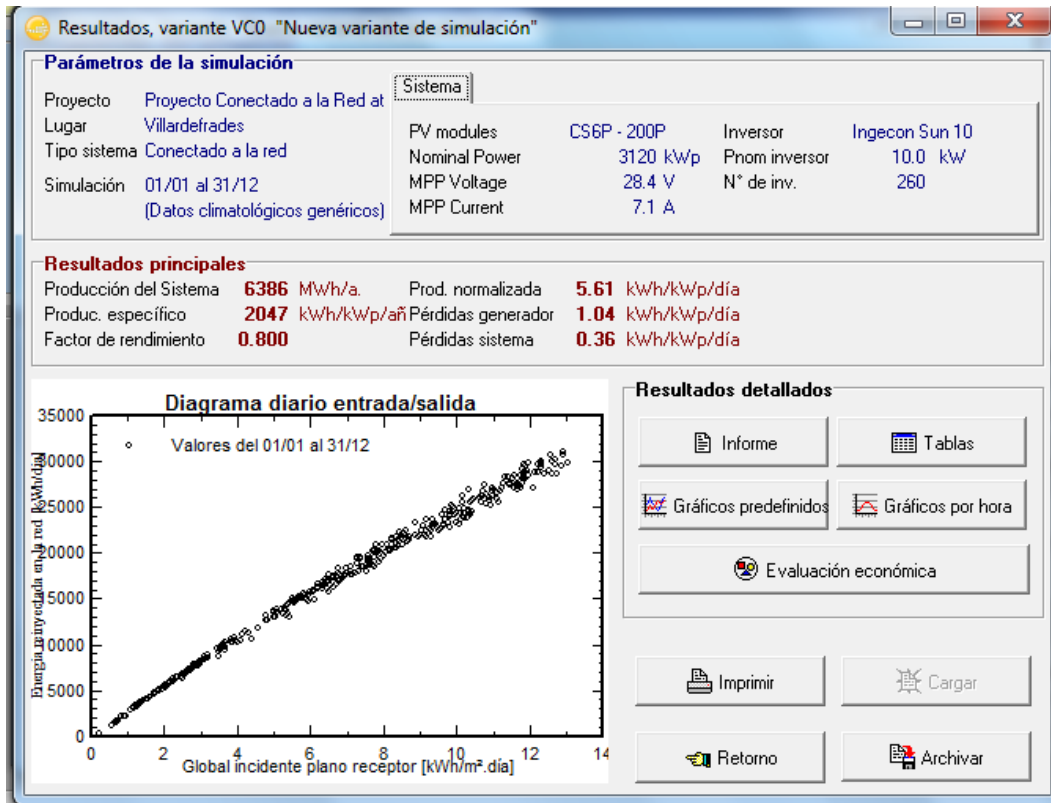 Resultados, variante VC0 "Nueva variante de simulación"
Parámetros de la simulación
Proyecto Proyecto Conectado a la Red at
Lugar Villardefrades
Tipo sistema Conectado a la red
Simulación 01/01 al 31/12
(Datos climatológicos genéricos)
Sistema
PV modules CS6P - 200P Inversor Ingecon Sun 10
Nominal Power 3120 kWp Pnom inversor 10.0 kW
MPP Voltage 28.4 V N° de inv. 260
MPP Current 7.1 A
Resultados principales
Producción del Sistema 6386 MWh/a. Prod. normalizada 5.61 kWh/kWp/día
Produc. específico 2047 kWh/kWp/añ Pérdidas generador 1.04 kWh/kWp/día
Factor de rendimiento 0.800 Pérdidas sistema 0.36 kWh/kWp/día
Diagrama diario entrada/salida
Valores del 01/01 al 31/12
Energía reinyectada en la red [kWh/día]
35000
30000
25000
20000
15000
10000
5000
0
0 2 4 6 8 10 12 14
Global incidente plano receptor [kWh/m².día]
Resultados detallados
Informe Tablas
Gráficos predefinidos Gráficos por hora
Evaluación económica
Imprimir Cargar
Retorno Archivar